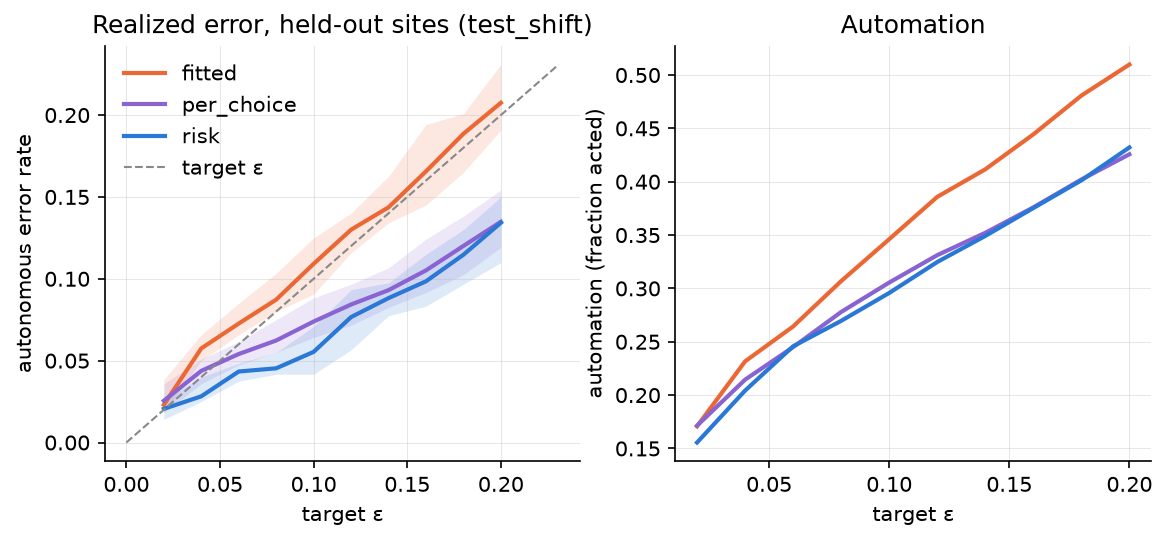 Realized error, held-out sites (test_shift)
fitted
per_choice
risk
target ε
autonomous error rate
0.20
0.15
0.10
0.05
0.00
0.00 0.05 0.10 0.15 0.20
target ε
Automation
automation (fraction acted)
0.50
0.45
0.40
0.35
0.30
0.25
0.20
0.15
0.05 0.10 0.15 0.20
target ε